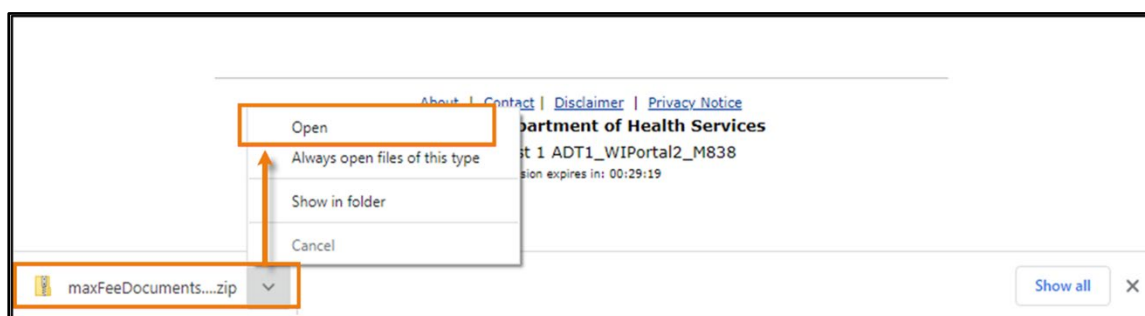 About | Contact | Disclaimer | Privacy Notice
Open
partment of Health Services
Always open files of this type
st 1 ADT1_WIPortal2_M838
sion expires in: 00:29:19
Show in folder
Cancel
maxFeeDocuments....zip
Show all